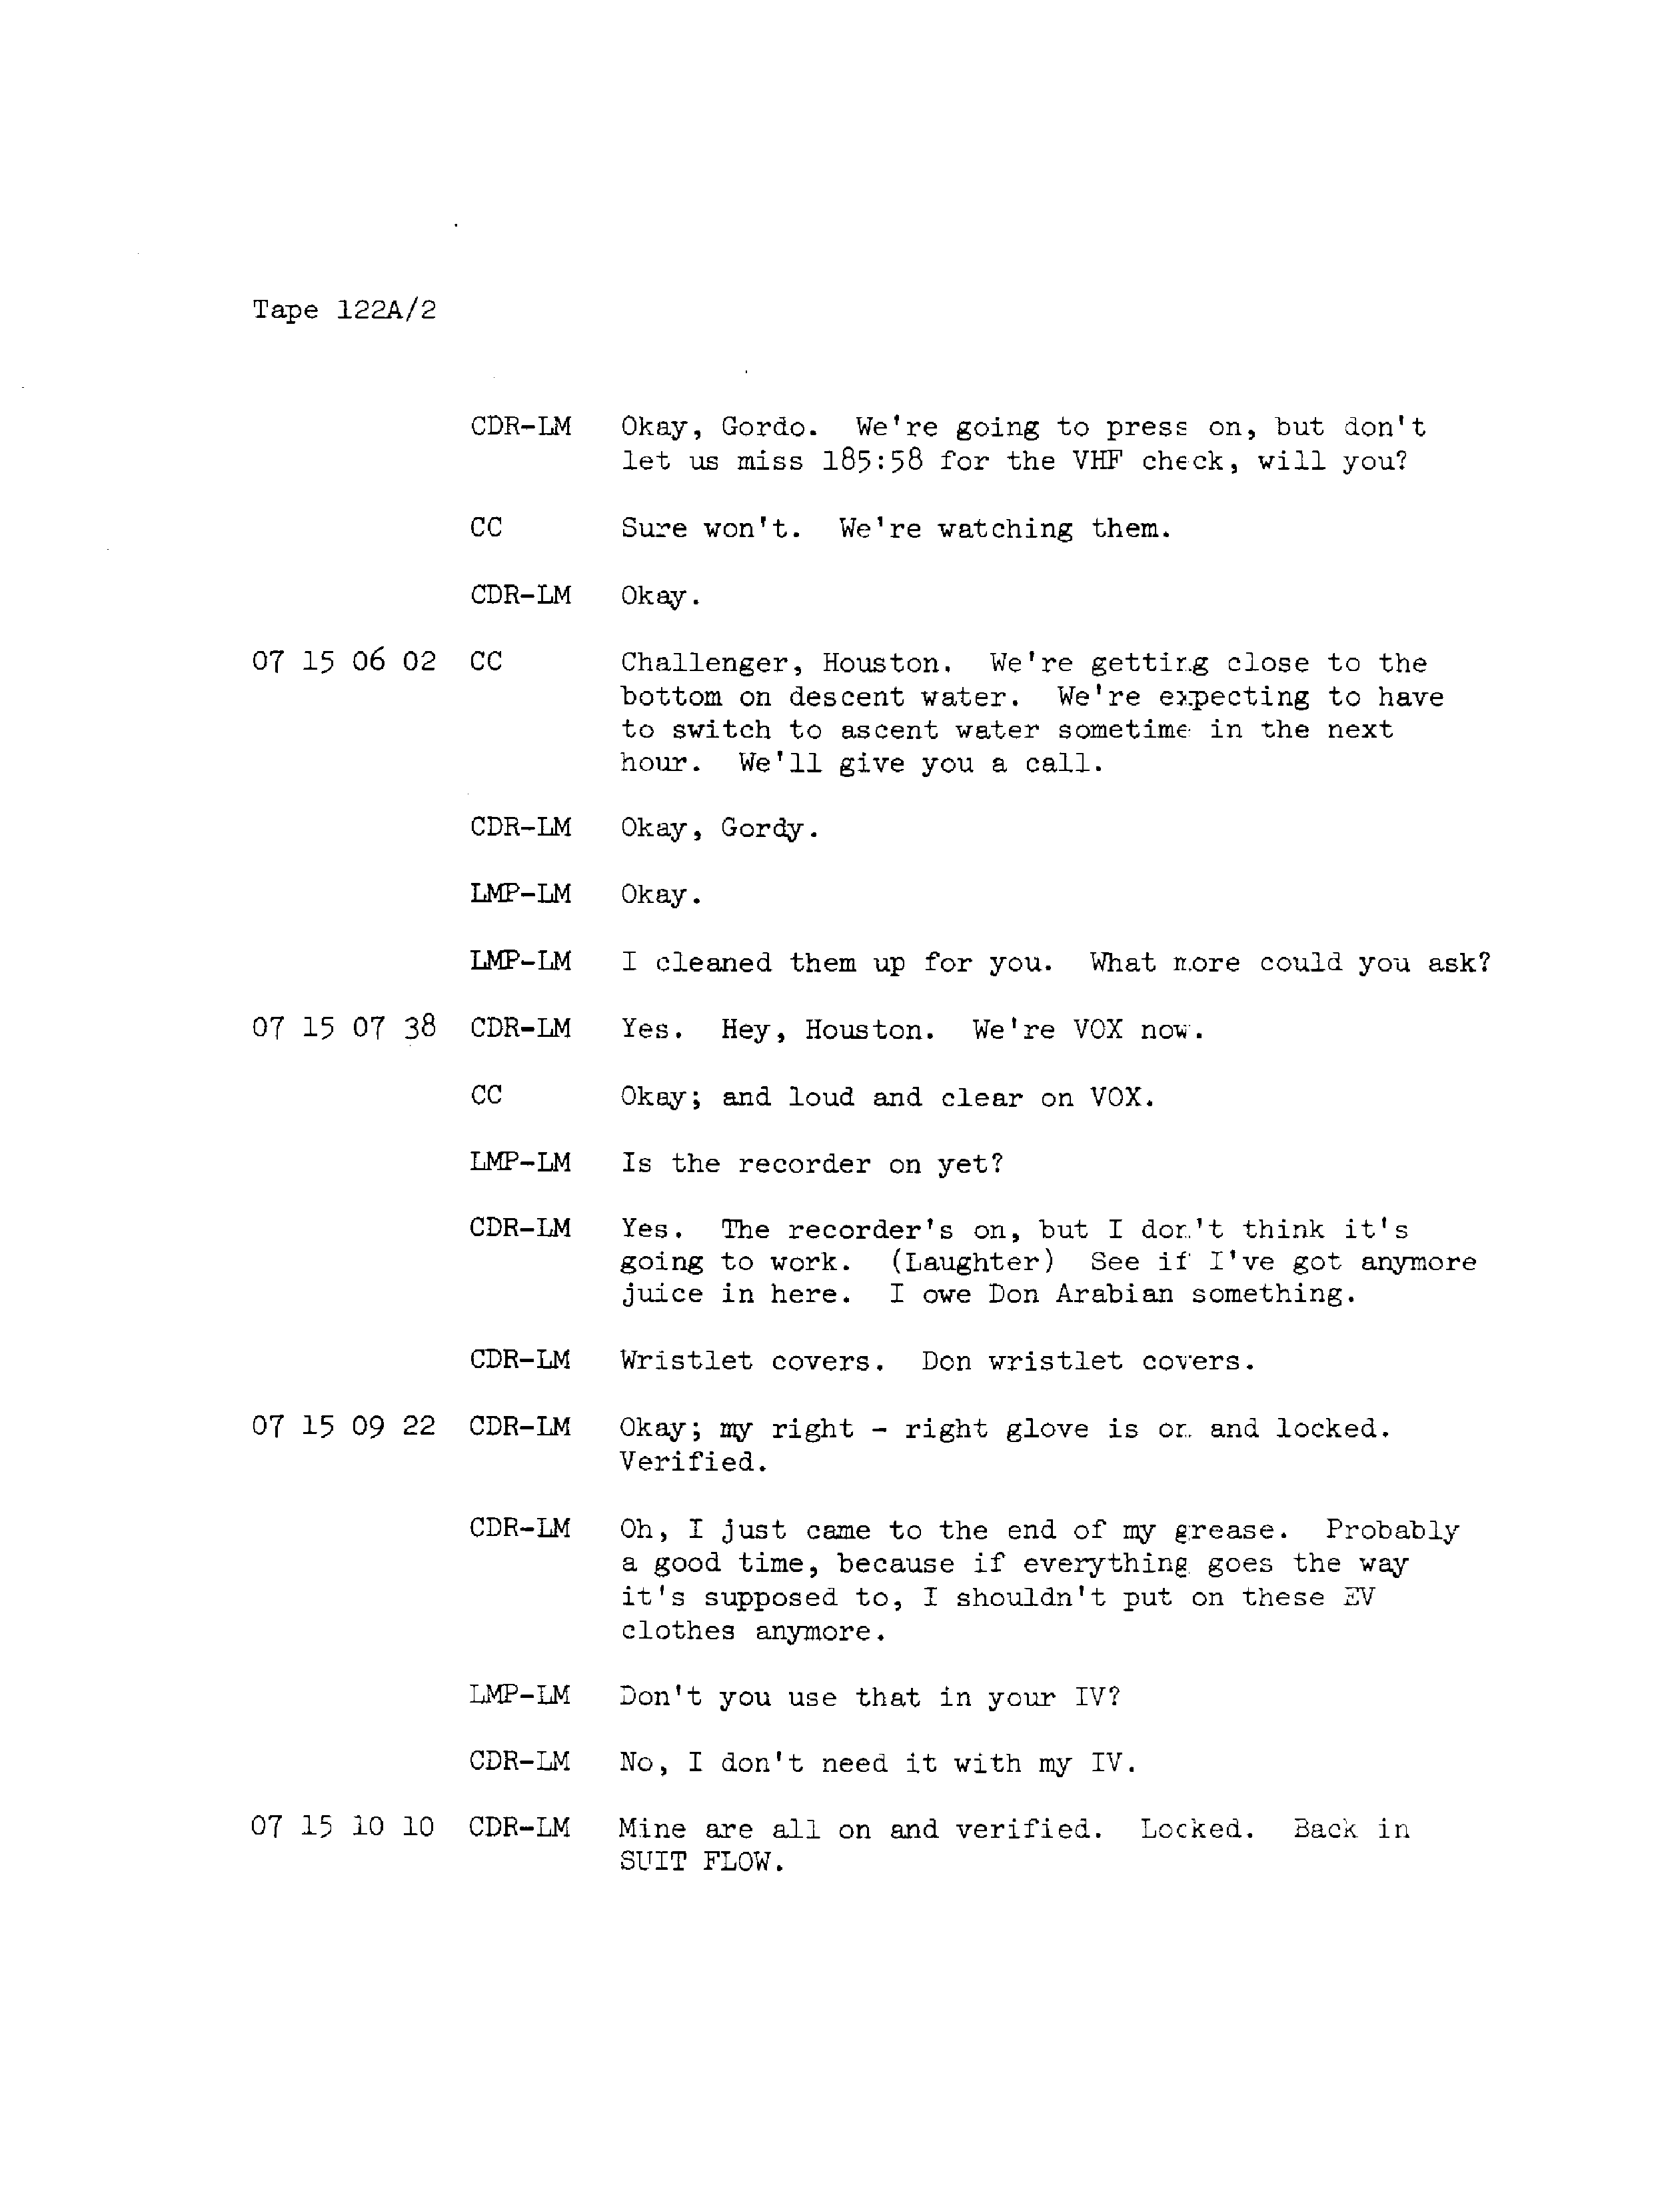 Tape 122A/2
CDR-LM Okay, Gordo. We're going to press on, but don't
let us miss 185:58 for the VHF check, will you?
CC Sure won't. We're watching them.
CDR-LM Okay.
07 15 06 02 CC Challenger, Houston. We're getting close to the
bottom on descent water. We're expecting to have
to switch to ascent water sometime in the next
hour. We'll give you a call.
CDR-LM Okay, Gordy.
LMP-LM Okay.
LMP-LM I cleaned them up for you. What more could you ask?
07 15 07 38 CDR-LM Yes. Hey, Houston. We're VOX now.
CC Okay; and loud and clear on VOX.
LMP-LM Is the recorder on yet?
CDR-LM Yes. The recorder's on, but I don't think it's
going to work. (Laughter) See if I've got anymore
juice in here. I owe Don Arabian something.
CDR-LM Wristlet covers. Don wristlet covers.
07 15 09 22 CDR-LM Okay; my right - right glove is on and locked.
Verified.
CDR-LM Oh, I just came to the end of my grease. Probably
a good time, because if everything goes the way
it's supposed to, I shouldn't put on these EV
clothes anymore.
LMP-LM Don't you use that in your IV?
CDR-LM No, I don't need it with my IV.
07 15 10 10 CDR-LM Mine are all on and verified. Locked. Back in
SUIT FLOW.